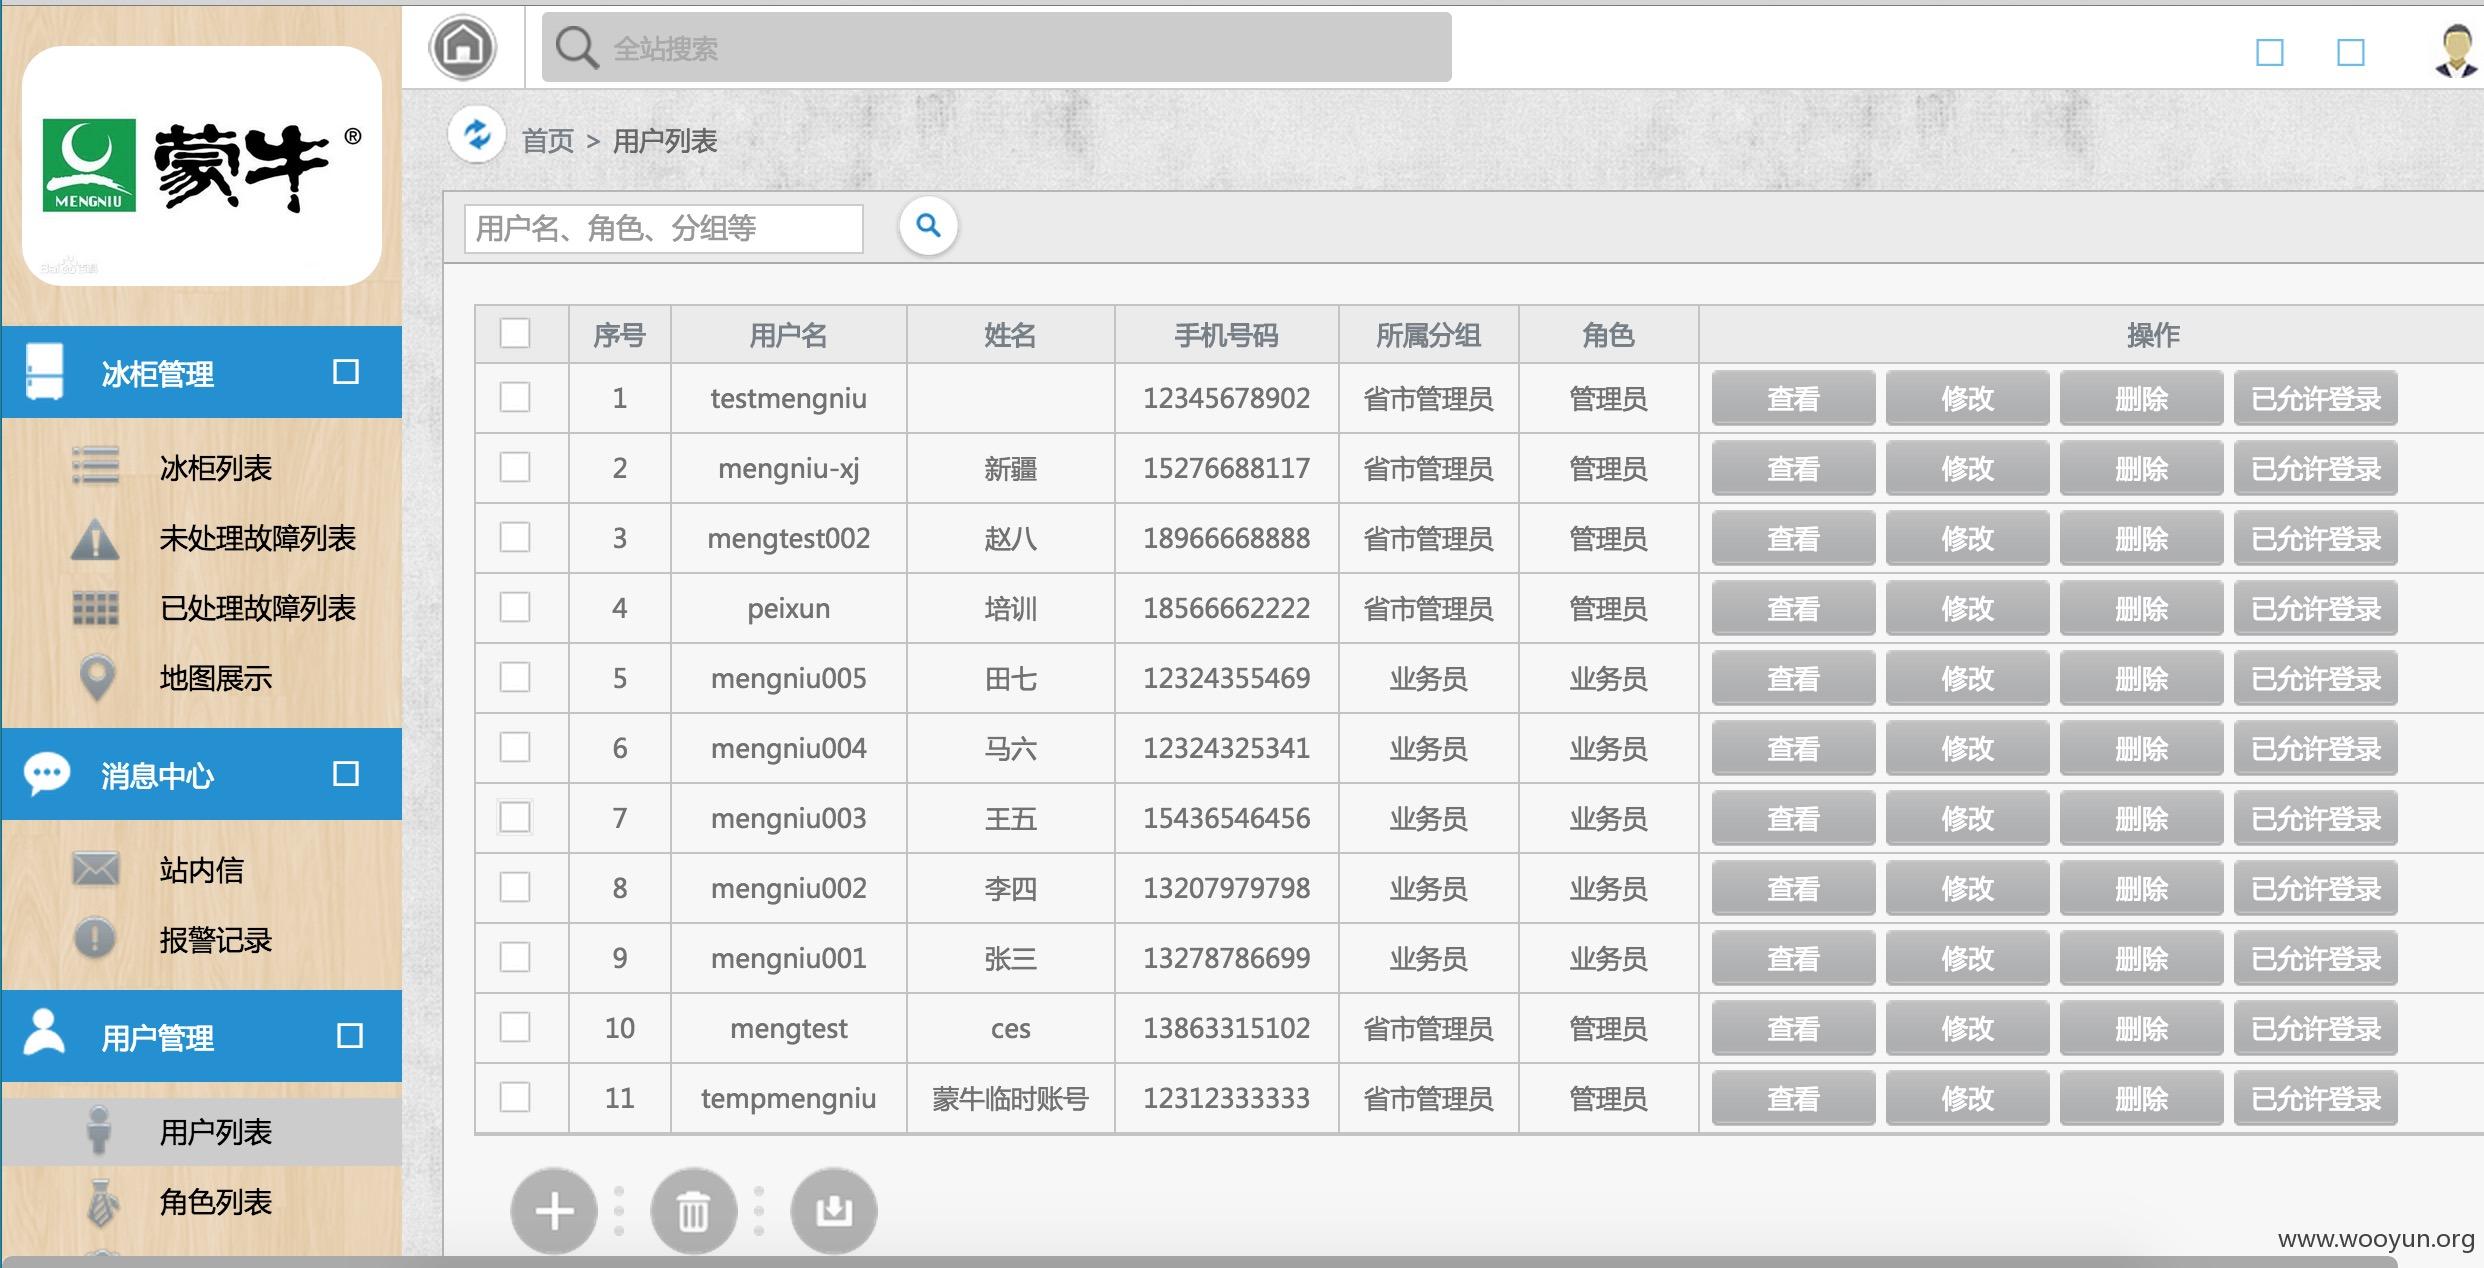 全站搜索
蒙牛®
MENGNIU
首页 > 用户列表
用户名、角色、分组等
冰柜管理
冰柜列表
未处理故障列表
已处理故障列表
地图展示
消息中心
站内信
报警记录
用户管理
用户列表
角色列表
序号 用户名 姓名 手机号码 所属分组 角色 操作
1 testmengniu 12345678902 省市管理员 管理员 查看 修改 删除 已允许登录
2 mengniu-xj 新疆 15276688117 省市管理员 管理员 查看 修改 删除 已允许登录
3 mengtest002 赵八 18966668888 省市管理员 管理员 查看 修改 删除 已允许登录
4 peixun 培训 18566662222 省市管理员 管理员 查看 修改 删除 已允许登录
5 mengniu005 田七 12324355469 业务员 业务员 查看 修改 删除 已允许登录
6 mengniu004 马六 12324325341 业务员 业务员 查看 修改 删除 已允许登录
7 mengniu003 王五 15436546456 业务员 业务员 查看 修改 删除 已允许登录
8 mengniu002 李四 13207979798 业务员 业务员 查看 修改 删除 已允许登录
9 mengniu001 张三 13278786699 业务员 业务员 查看 修改 删除 已允许登录
10 mengtest ces 13863315102 省市管理员 管理员 查看 修改 删除 已允许登录
11 tempmengniu 蒙牛临时账号 12312333333 省市管理员 管理员 查看 修改 删除 已允许登录
www.wooyun.org